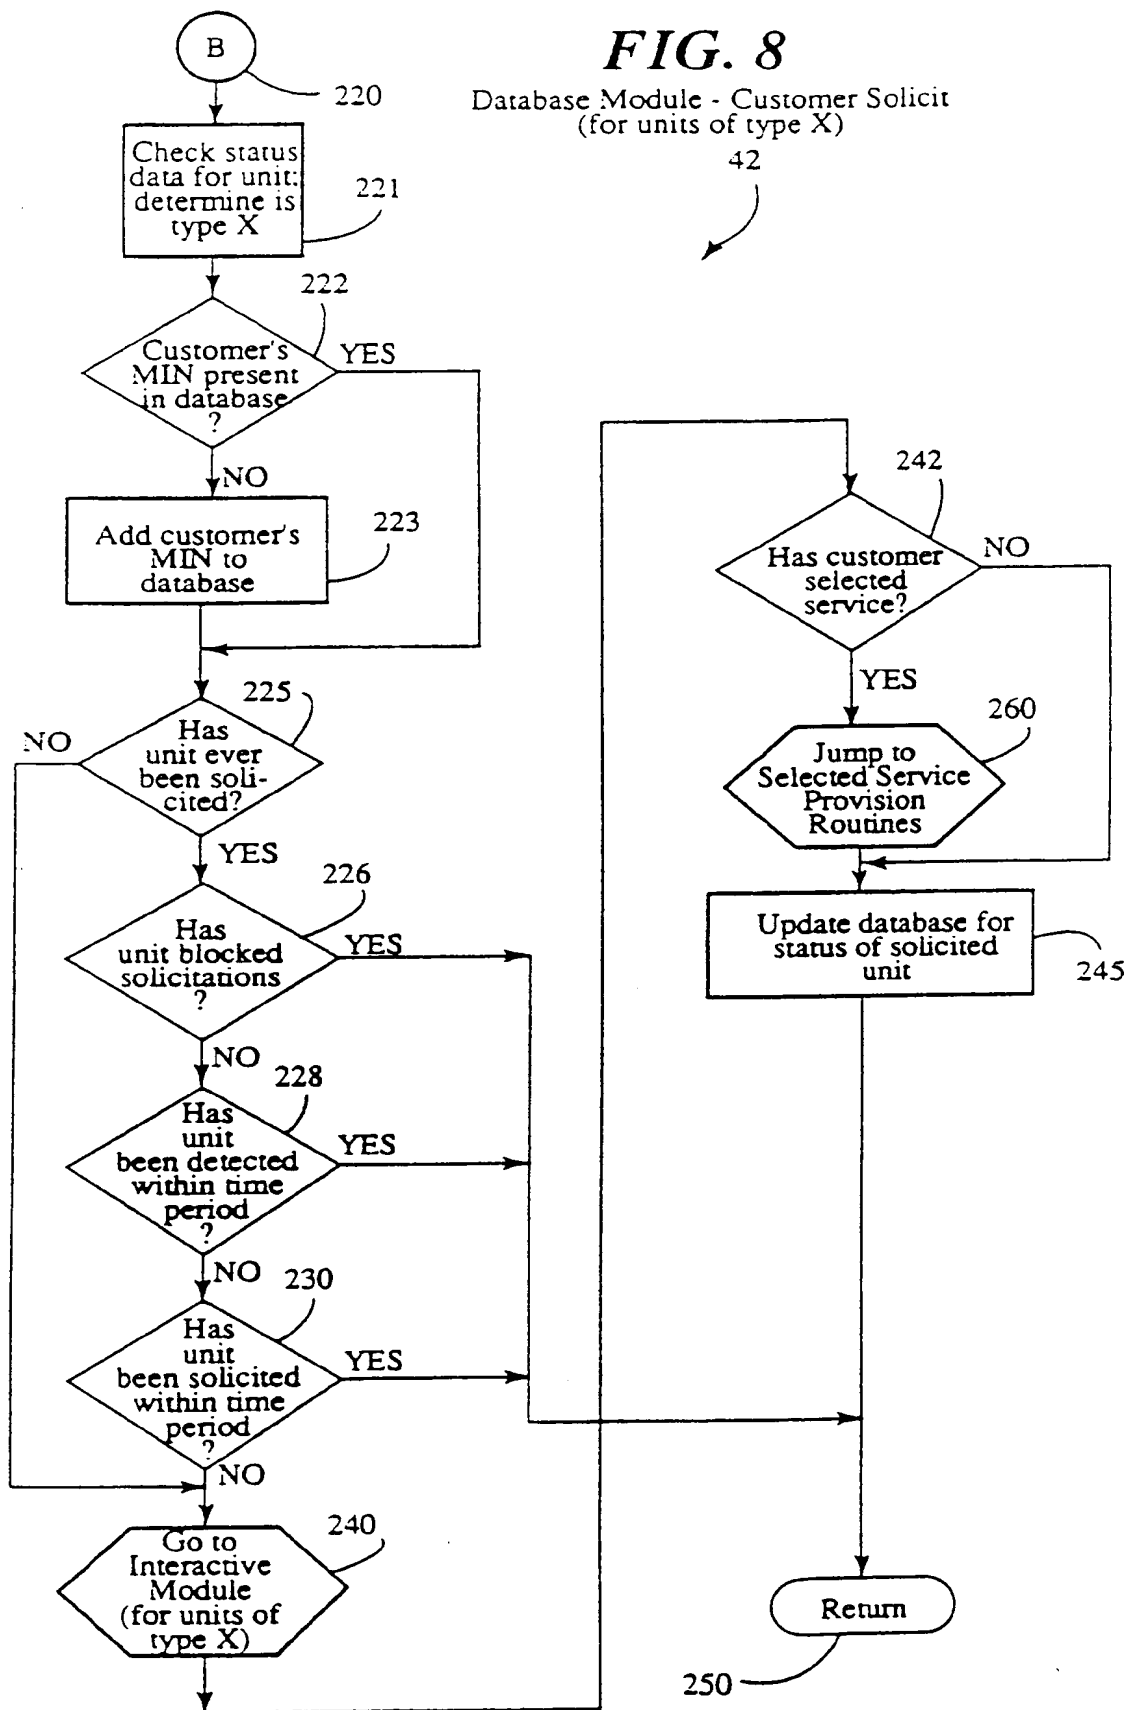 B
FIG. 8
220
Database Module - Customer Solicit
(for units of type X)
42
Check status
data for unit;
determine is
type X
221
222
Customer's
MIN present
in database
?
YES
NO
Add customer's
MIN to
database
223
225
NO
Has
unit ever
been soli-
cited?
YES
226
Has
unit blocked
solicitations
?
YES
NO
228
Has
unit
been detected
within time
period
?
YES
NO
230
Has
unit
been solicited
within time
period
?
YES
NO
240
Go to
Interactive
Module
(for units of
type X)
242
Has customer
selected
service?
NO
YES
260
Jump to
Selected Service
Provision
Routines
Update database for
status of solicited
unit
245
Return
250